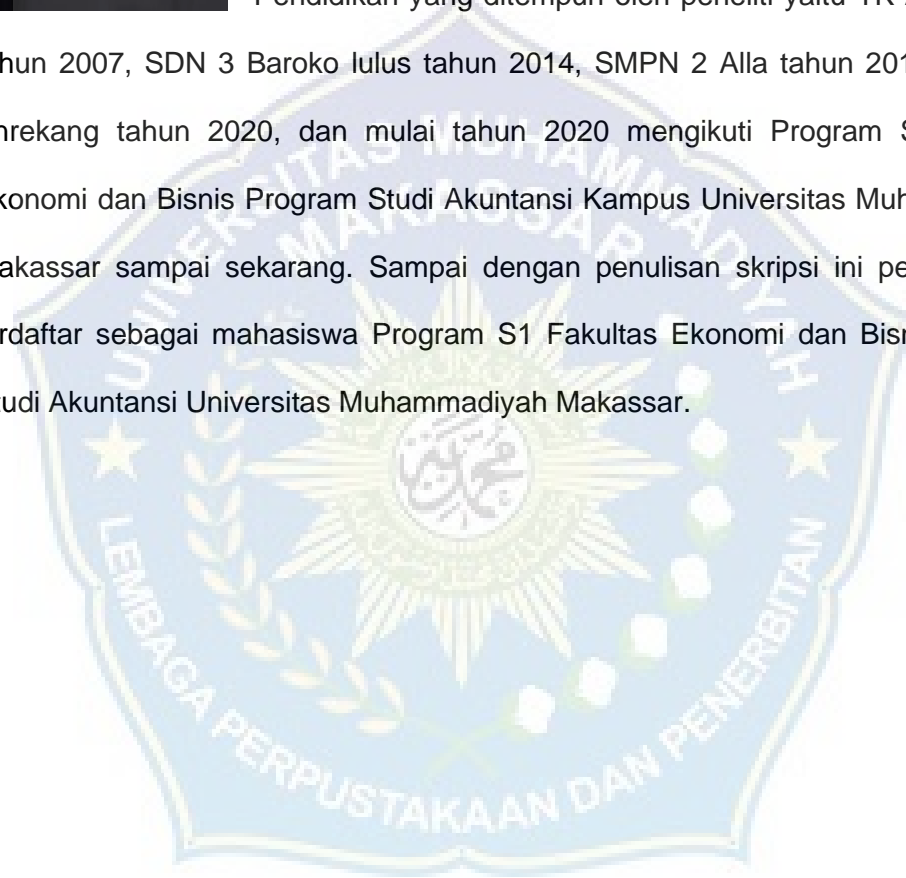 Pendidikan yang ditempuh oleh peneliti yaitu TK
hun 2007, SDN 3 Baroko lulus tahun 2014, SMPN 2 Alla tahun 201
nrekang tahun 2020, dan mulai tahun 2020 mengikuti Program S
konomi dan Bisnis Program Studi Akuntansi Kampus Universitas Muh
akassar sampai sekarang. Sampai dengan penulisan skripsi ini pe
rdaftar sebagai mahasiswa Program S1 Fakultas Ekonomi dan Bisn
tudi Akuntansi Universitas Muhammadiyah Makassar.
UNIVERSITAS MUHAMMADIYAH
MAKASSAR
LEMBAGA PERPUSTAKAAN DAN PENERBITAN